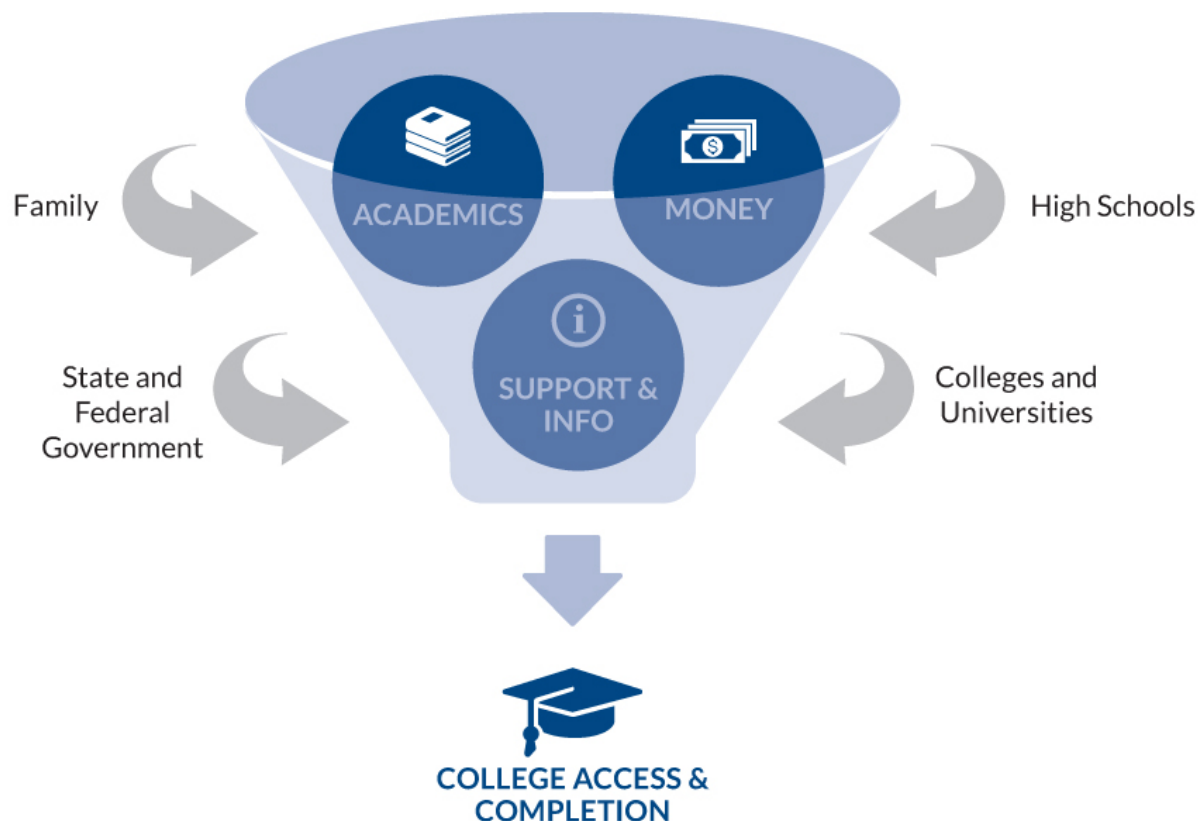 ACADEMICS
MONEY
Family
High Schools
SUPPORT &
INFO
State and
Federal
Government
Colleges and
Universities
COLLEGE ACCESS &
COMPLETION